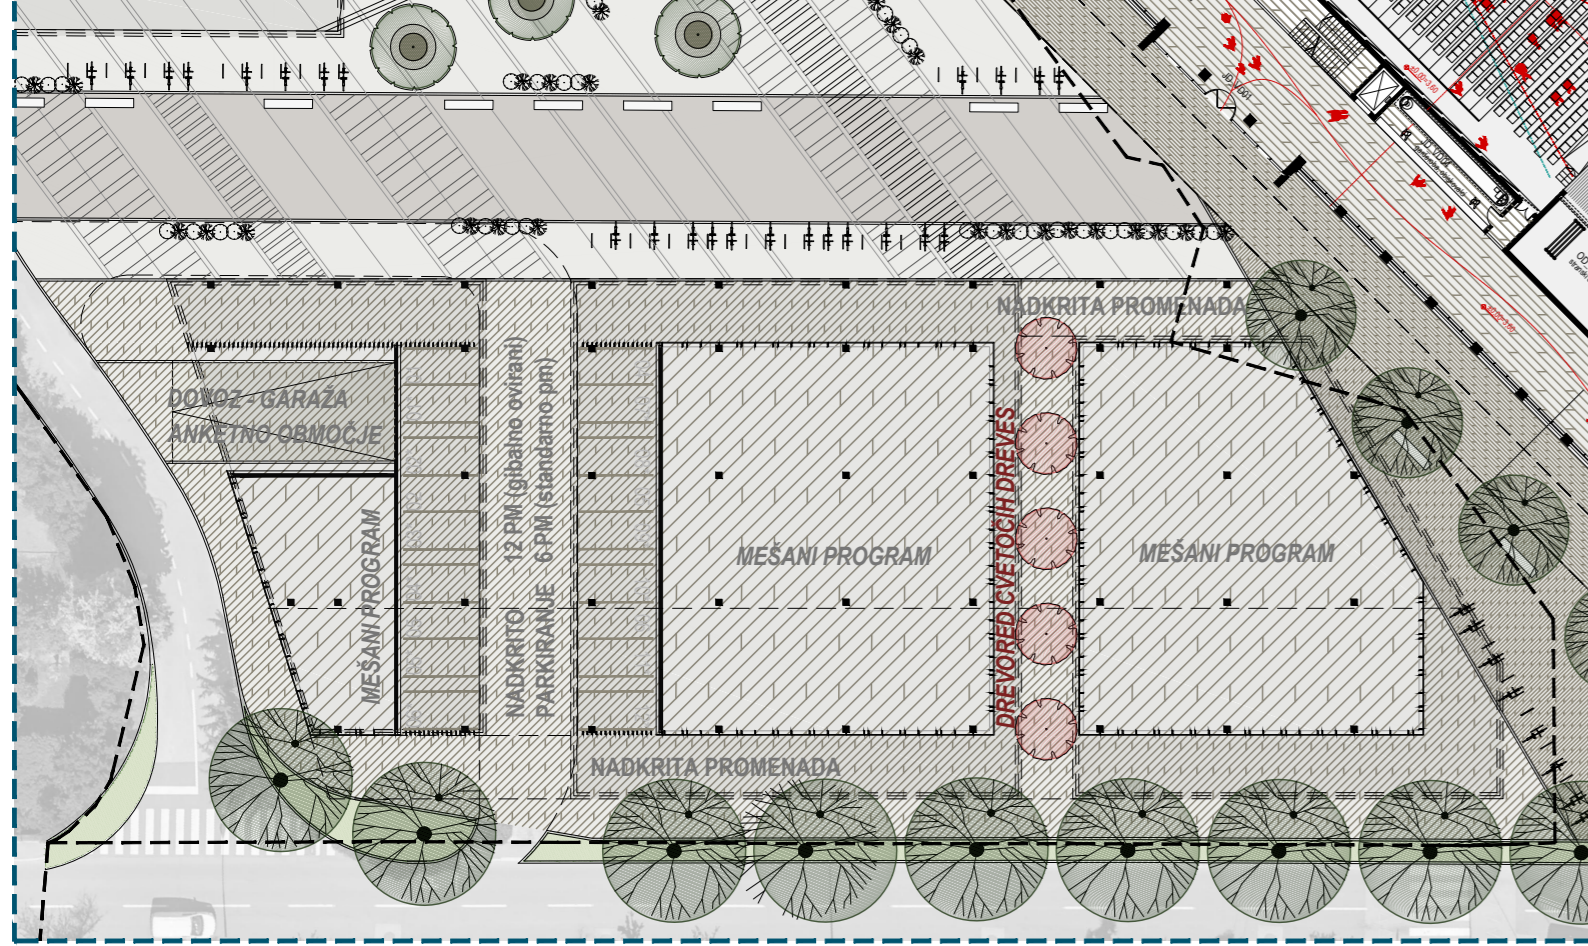 NADKRITA PROMENADA
DOVOZ - GARAŽA
ANKETNO OBMOČJE
MEŠANI PROGRAM
NADKRITO 12 PM (gibalno ovirani)
PARKIRANJE 6 PM (standarno pm)
MEŠANI PROGRAM
DREVORED CVETOČIH DREVES
MEŠANI PROGRAM
NADKRITA PROMENADA